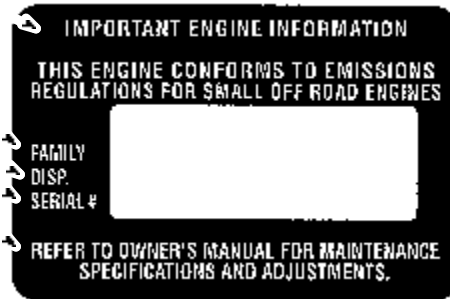 IMPORTANT ENGINE INFORMATION
THIS ENGINE CONFORMS TO EMISSIONS
REGULATIONS FOR SMALL OFF ROAD ENGINES
FAMILY
DISP.
SERIAL #
REFER TO OWNER'S MANUAL FOR MAINTENANCE
SPECIFICATIONS AND ADJUSTMENTS.